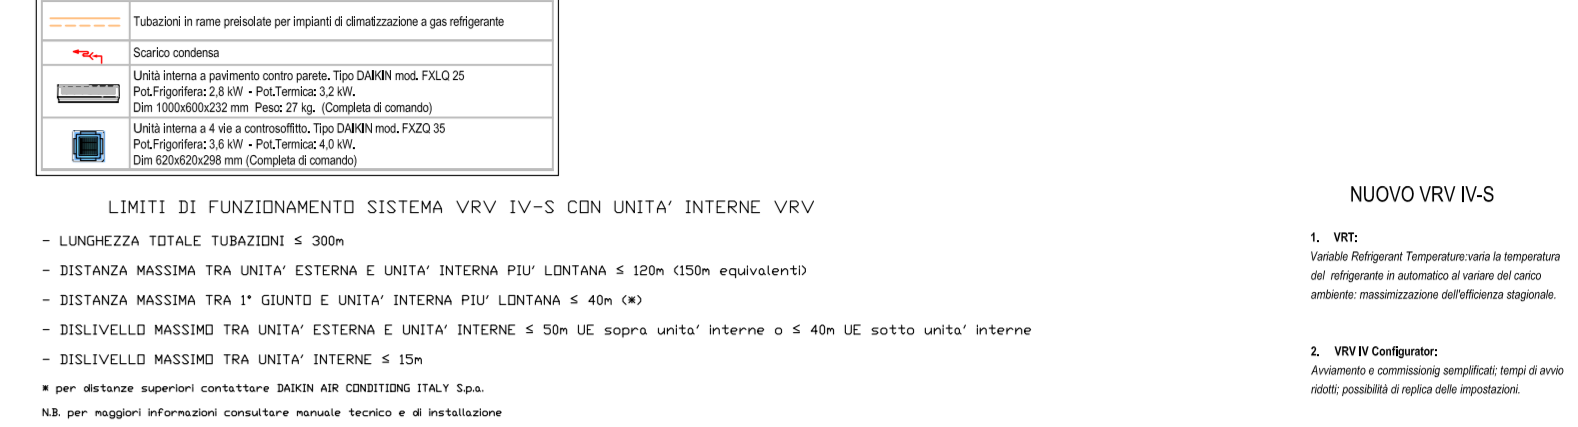 Tubazioni in rame preisolate per impianti di climatizzazione a gas refrigerante
Scarico condensa
Unità interna a pavimento contro parete. Tipo DAIKIN mod. FXLQ 25
Pot.Frigorifera: 2,8 kW - Pot.Termica: 3,2 kW.
Dim 1000x600x232 mm Peso: 27 kg. (Completa di comando)
Unità interna a 4 vie a controsoffitto. Tipo DAIKIN mod. FXZQ 35
Pot.Frigorifera: 3,6 kW - Pot.Termica: 4,0 kW.
Dim 620x620x298 mm (Completa di comando)
LIMITI DI FUNZIONAMENTO SISTEMA VRV IV-S CON UNITA' INTERNE VRV
- LUNGHEZZA TOTALE TUBAZIONI ≤ 300m
- DISTANZA MASSIMA TRA UNITA' ESTERNA E UNITA' INTERNA PIU' LONTANA ≤ 120m (150m equivalenti)
- DISTANZA MASSIMA TRA 1° GIUNTO E UNITA' INTERNA PIU' LONTANA ≤ 40m (*)
- DISLIVELLO MASSIMO TRA UNITA' ESTERNA E UNITA' INTERNE ≤ 50m UE sopra unita' interne o ≤ 40m UE sotto unita' interne
- DISLIVELLO MASSIMO TRA UNITA' INTERNE ≤ 15m
* per distanze superiori contattare DAIKIN AIR CONDITIONG ITALY S.p.a.
N.B. per maggiori informazioni consultare manuale tecnico e di installazione
NUOVO VRV IV-S
1. VRT:
Variable Refrigerant Temperature:varia la temperatura
del refrigerante in automatico al variare del carico
ambiente: massimizzazione dell'efficienza stagionale.
2. VRV IV Configurator:
Avviamento e commissionig semplificati; tempi di avvio
ridotti; possibilità di replica delle impostazioni.